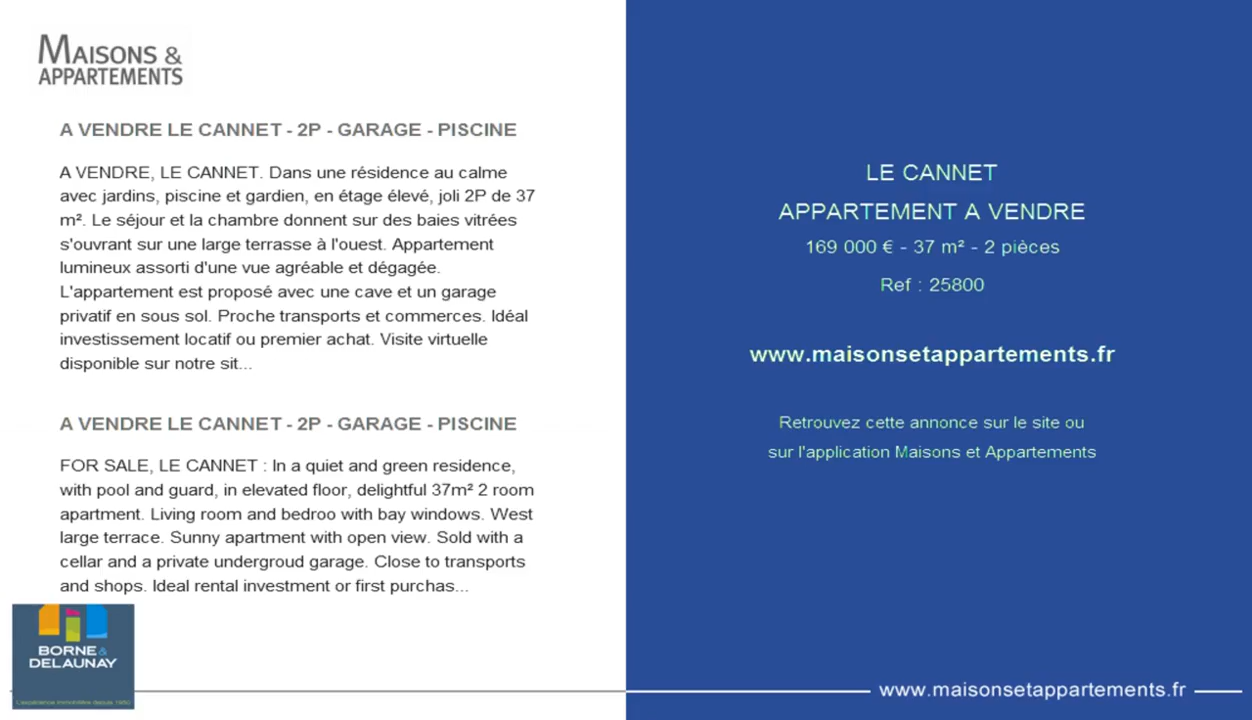 MAISONS &
APPARTEMENTS
A VENDRE LE CANNET - 2P - GARAGE - PISCINE
A VENDRE, LE CANNET. Dans une résidence au calme
avec jardins, piscine et gardien, en étage élevé, joli 2P de 37
m². Le séjour et la chambre donnent sur des baies vitrées
s'ouvrant sur une large terrasse à l'ouest. Appartement
lumineux assorti d'une vue agréable et dégagée.
L'appartement est proposé avec une cave et un garage
privatif en sous sol. Proche transports et commerces. Idéal
investissement locatif ou premier achat. Visite virtuelle
disponible sur notre sit...
A VENDRE LE CANNET - 2P - GARAGE - PISCINE
FOR SALE, LE CANNET : In a quiet and green residence,
with pool and guard, in elevated floor, delightful 37m² 2 room
apartment. Living room and bedroo with bay windows. West
large terrace. Sunny apartment with open view. Sold with a
cellar and a private undergroud garage. Close to transports
and shops. Ideal rental investment or first purchas...
BORNE &
DELAUNAY
L'expérience immobilière depuis 1950
LE CANNET
APPARTEMENT A VENDRE
169 000 € - 37 m² - 2 pièces
Ref : 25800
www.maisonsetappartements.fr
Retrouvez cette annonce sur le site ou
sur l'application Maisons et Appartements
www.maisonsetappartements.fr